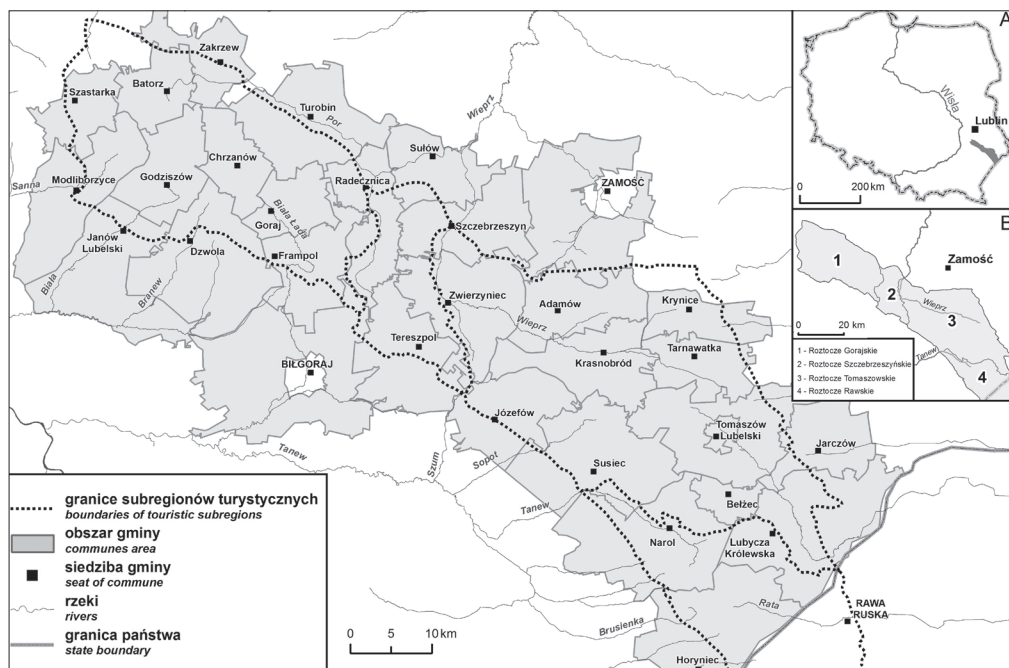 Zakrzew
Batorz
Szastarka
Turobin
Por
Wieprz
Sułów
Chrzanów
Godziszów
Radecznica
Sanna
Modliborzyce
ZAMOŚĆ
Biała Łada
Goraj
Szczebrzeszyn
Janów
Lubelski
Dzwola
Frampol
Biała
Branew
Zwierzyniec
Adamów
Krynice
Wieprz
Tereszpol
Krasnobród
Tarnawatka
BIŁGORAJ
Józefów
Tomaszów
Lubelski
Jarczów
Tanew
Szum
Sopot
Susiec
Tanew
Bełżec
Narol
Lubycza
Królewska
Rata
RAWA
RUSKA
Brusienka
Horyniec
A
Wisła
Lublin
0 200 km
B
1
Zamość
2
Wieprz
3
0 20 km
Tanew
4
1 - Roztocze Gorajskie
2 - Roztocze Szczebrzeszyńskie
3 - Roztocze Tomaszowskie
4 - Roztocze Rawskie
granice subregionów turystycznych
boundaries of touristic subregions
obszar gminy
communes area
siedziba gminy
seat of commune
rzeki
rivers
granica państwa
state boundary
0 5 10 km